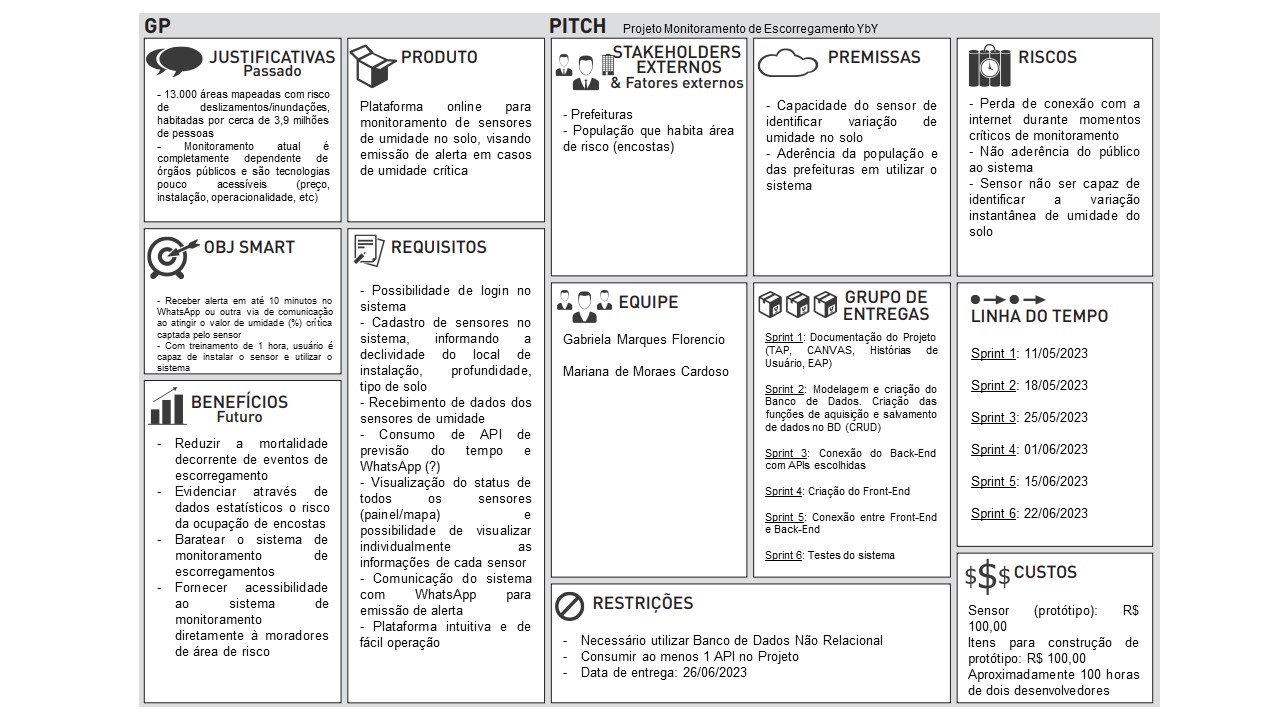 GP
PITCH Projeto Monitoramento de Escorregamento YbY
JUSTIFICATIVAS
Passado
- 13.000 áreas mapeadas com risco
de deslizamentos/inundações,
habitadas por cerca de 3,9 milhões
de pessoas
- Monitoramento atual é
completamente dependente de
órgãos públicos e são tecnologias
pouco acessíveis (preço,
instalação, operacionalidade, etc)
PRODUTO
Plataforma online para
monitoramento de sensores
de umidade no solo, visando
emissão de alerta em casos
de umidade crítica
STAKEHOLDERS
EXTERNOS
& Fatores externos
- Prefeituras
- População que habita área
de risco (encostas)
PREMISSAS
- Capacidade do sensor de
identificar variação de
umidade no solo
- Aderência da população e
das prefeituras em utilizar o
sistema
RISCOS
- Perda de conexão com a
internet durante momentos
críticos de monitoramento
- Não aderência do público
ao sistema
- Sensor não ser capaz de
identificar a variação
instantânea de umidade do
solo
OBJ SMART
- Receber alerta em até 10 minutos no
WhatsApp ou outra via de comunicação
ao atingir o valor de umidade (%) crítica
captada pelo sensor
- Com treinamento de 1 hora, usuário é
capaz de instalar o sensor e utilizar o
sistema
BENEFÍCIOS
Futuro
- Reduzir a mortalidade
decorrente de eventos de
escorregamento
- Evidenciar através de
dados estatísticos o risco
da ocupação de encostas
- Baratear o sistema de
monitoramento de
escorregamentos
- Fornecer acessibilidade
ao sistema de
monitoramento
diretamente à moradores
de área de risco
REQUISITOS
- Possibilidade de login no
sistema
- Cadastro de sensores no
sistema, informando a
declividade do local de
instalação, profundidade,
tipo de solo
- Recebimento de dados dos
sensores de umidade
- Consumo de API de
previsão do tempo e
WhatsApp (?)
- Visualização do status de
todos os sensores
(painel/mapa) e
possibilidade de visualizar
individualmente as
informações de cada sensor
- Comunicação do sistema
com WhatsApp para
emissão de alerta
- Plataforma intuitiva e de
fácil operação
EQUIPE
Gabriela Marques Florencio
Mariana de Moraes Cardoso
GRUPO DE
ENTREGAS
Sprint 1: Documentação do Projeto
(TAP, CANVAS, Histórias de
Usuário, EAP)
Sprint 2: Modelagem e criação do
Banco de Dados. Criação das
funções de aquisição e salvamento
de dados no BD (CRUD)
Sprint 3: Conexão do Back-End
com APIs escolhidas
Sprint 4: Criação do Front-End
Sprint 5: Conexão entre Front-End
e Back-End
Sprint 6: Testes do sistema
LINHA DO TEMPO
Sprint 1: 11/05/2023
Sprint 2: 18/05/2023
Sprint 3: 25/05/2023
Sprint 4: 01/06/2023
Sprint 5: 15/06/2023
Sprint 6: 22/06/2023
RESTRIÇÕES
- Necessário utilizar Banco de Dados Não Relacional
- Consumir ao menos 1 API no Projeto
- Data de entrega: 26/06/2023
$$$ CUSTOS
Sensor (protótipo): R$
100,00
Itens para construção de
protótipo: R$ 100,00
Aproximadamente 100 horas
de dois desenvolvedores